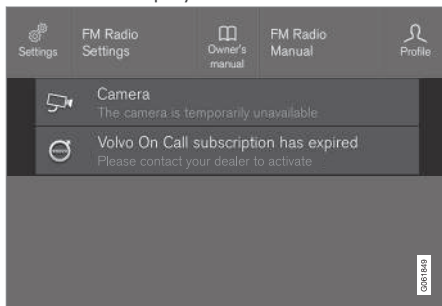 Settings
FM Radio
Settings
Owner's
manual
FM Radio
Manual
Profile
Camera
The camera is temporarily unavailable
Volvo On Call subscription has expired
Please contact your dealer to activate
G061849